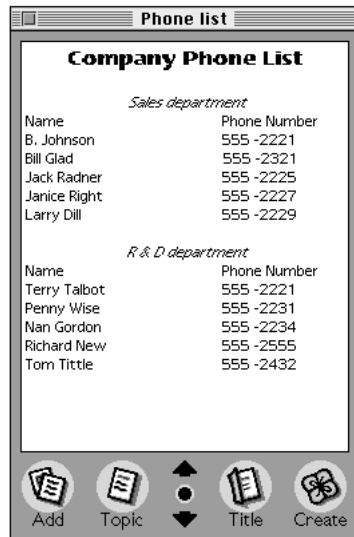 Phone list
Company Phone List
Sales department
Name Phone Number
B. Johnson 555 -2221
Bill Glad 555 -2321
Jack Radner 555 -2225
Janice Right 555 -2227
Larry Dill 555 -2229
R & D department
Name Phone Number
Terry Talbot 555 -2221
Penny Wise 555 -2231
Nan Gordon 555 -2234
Richard New 555 -2555
Tom Tittle 555 -2432
Add Topic Title Create